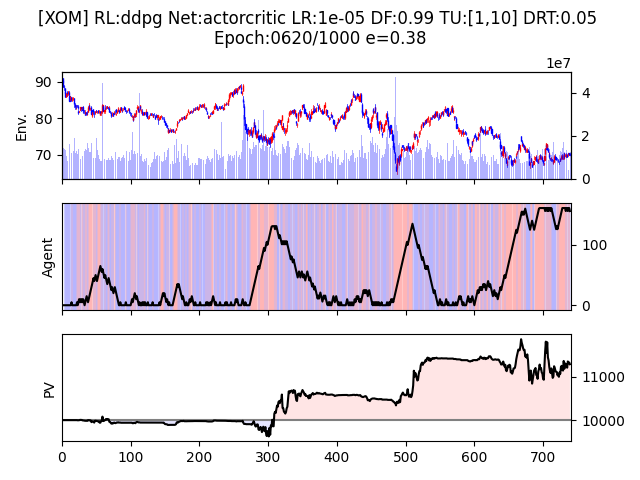 [XOM] RL:ddpg Net:actorcritic LR:1e-05 DF:0.99 TU:[1,10] DRT:0.05
Epoch:0620/1000 e=0.38
1e7
90
80
70
Env.
4
2
0
Agent
100
0
PV
11000
10000
0 100 200 300 400 500 600 700